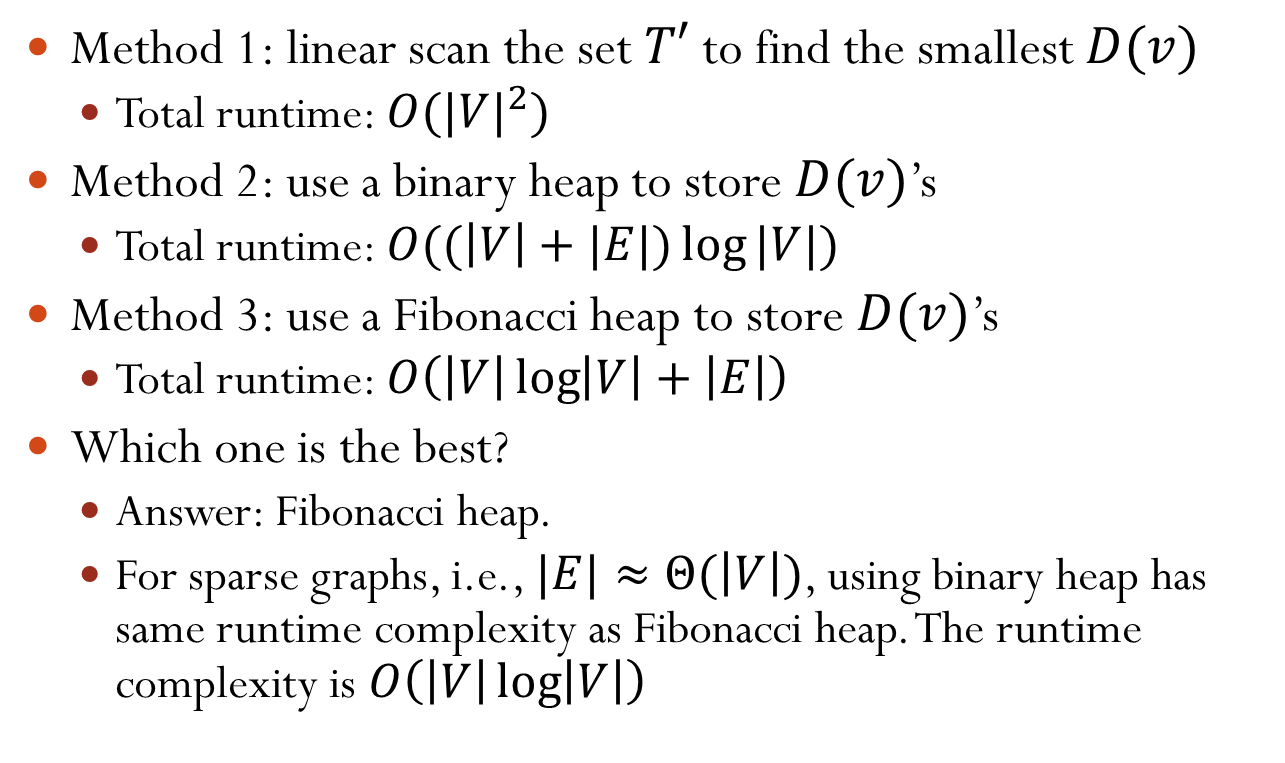 • Method 1: linear scan the set T′ to find the smallest D(v)
• Total runtime: O(|V|²)
• Method 2: use a binary heap to store D(v)’s
• Total runtime: O((|V| + |E|) log|V|)
• Method 3: use a Fibonacci heap to store D(v)’s
• Total runtime: O(|V| log|V| + |E|)
• Which one is the best?
• Answer: Fibonacci heap.
• For sparse graphs, i.e., |E| ≈ Θ(|V|), using binary heap has
same runtime complexity as Fibonacci heap. The runtime
complexity is O(|V| log|V|)